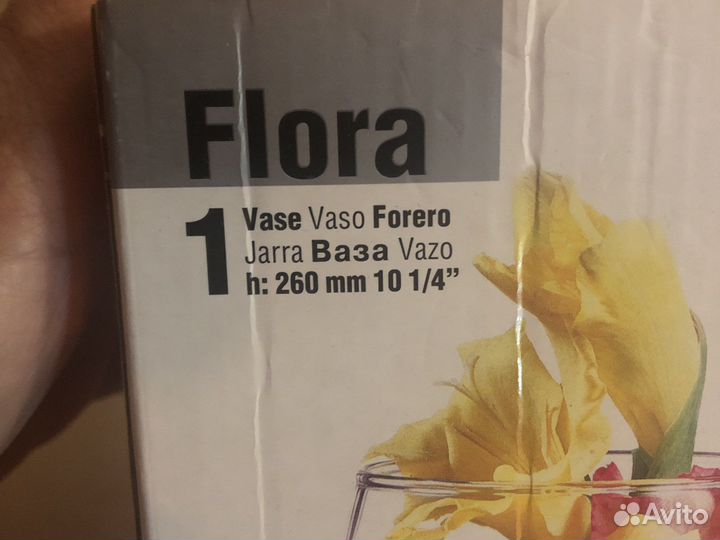 Flora
1 Vase Vaso Forero
Jarra Ваза Vazo
h: 260 mm 10 1/4”
Avito